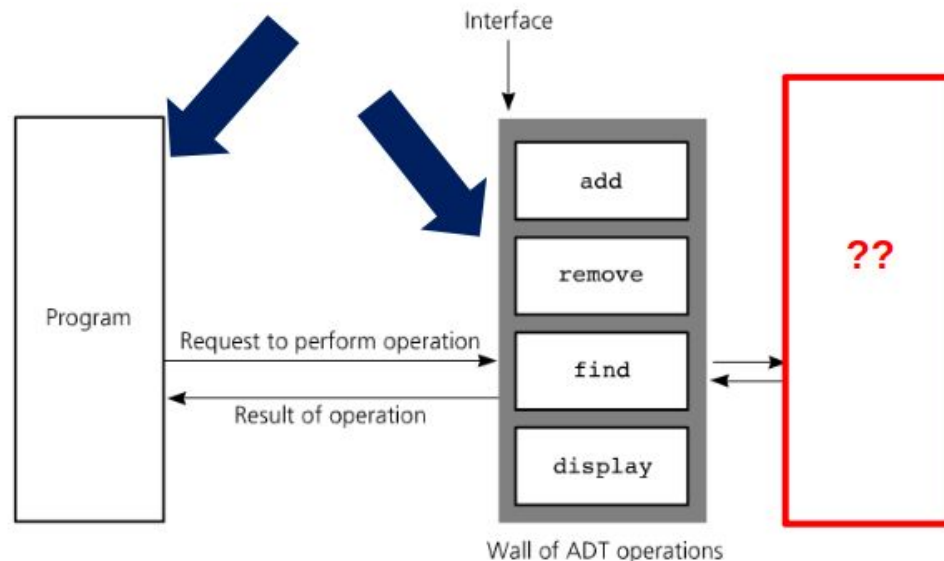 Interface
add
remove
??
Program
Request to perform operation
find
Result of operation
display
Wall of ADT operations